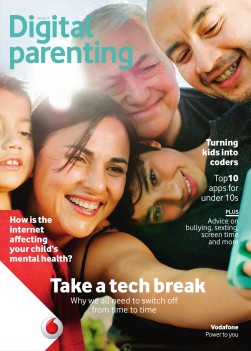 Digital
parenting
Turning
kids into
coders
Top10
apps for
under 10s
PLUS
Advice on
bullying, sexting,
screen time
and more
How is the
internet
affecting
your child's
mental health?
Take a tech break
Why we all need to switch off
from time to time
Vodafone
Power to you